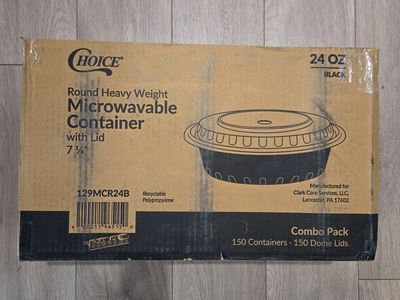 CHOICE
24 OZ
BLACK
Round Heavy Weight
Microwavable
Container
with Lid
7 ¼"
129MCR24B
Recyclable
Polypropylene
Manufactured for
Clark Core Services, LLC,
Lancaster, PA 17602
Combo Pack
150 Containers · 150 Dome Lids